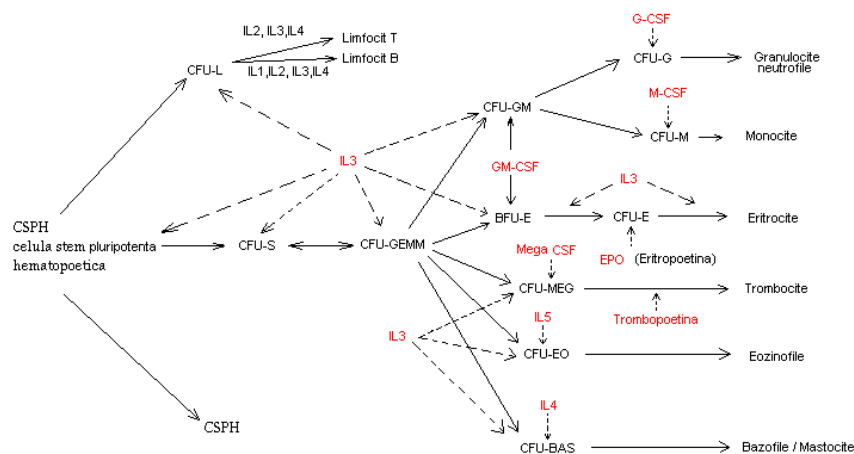 G-CSF
IL2, IL3,IL4
Limfocit T
CFU-L
IL1,IL2, IL3,IL4
Limfocit B
CFU-G
Granulocite
neutrofile
M-CSF
CFU-GM
CFU-M
Monocite
IL3
GM-CSF
IL3
CSPH
celula stem pluripotenta
hematopoetica
CFU-S
CFU-GEMM
BFU-E
CFU-E
Eritrocite
Mega CSF
EPO (Eritropoetina)
CFU-MEG
Trombocite
IL5
Trombopoetina
IL3
CFU-EO
Eozinofile
IL4
CSPH
CFU-BAS
Bazofile / Mastocite